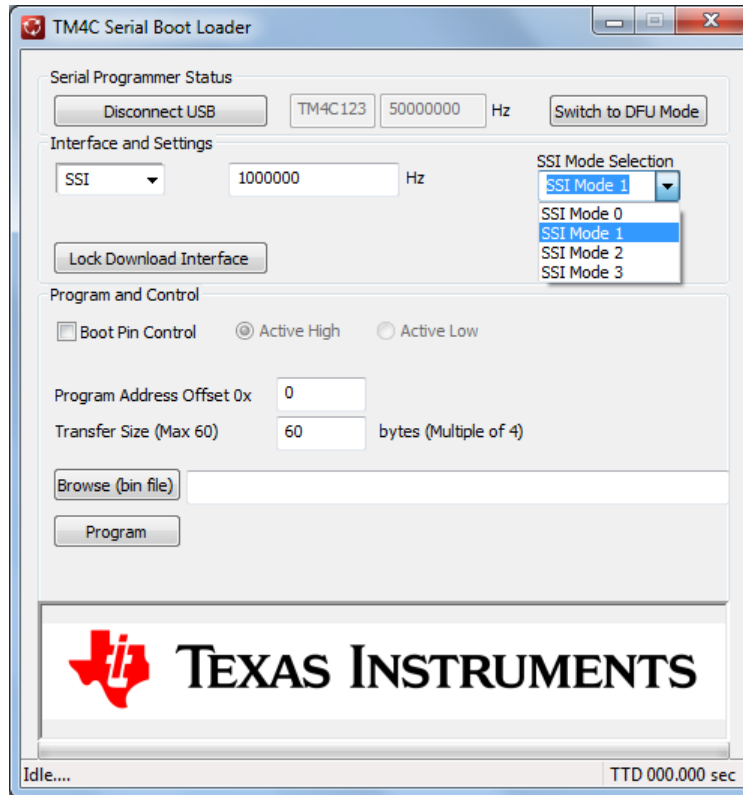 TM4C Serial Boot Loader
Serial Programmer Status
Disconnect USB TM4C123 50000000 Hz Switch to DFU Mode
Interface and Settings
SSI 1000000 Hz SSI Mode Selection
SSI Mode 1
SSI Mode 0
SSI Mode 1
SSI Mode 2
SSI Mode 3
Lock Download Interface
Program and Control
Boot Pin Control Active High Active Low
Program Address Offset 0x 0
Transfer Size (Max 60) 60 bytes (Multiple of 4)
Browse (bin file)
Program
TEXAS INSTRUMENTS
Idle.... TTD 000.000 sec